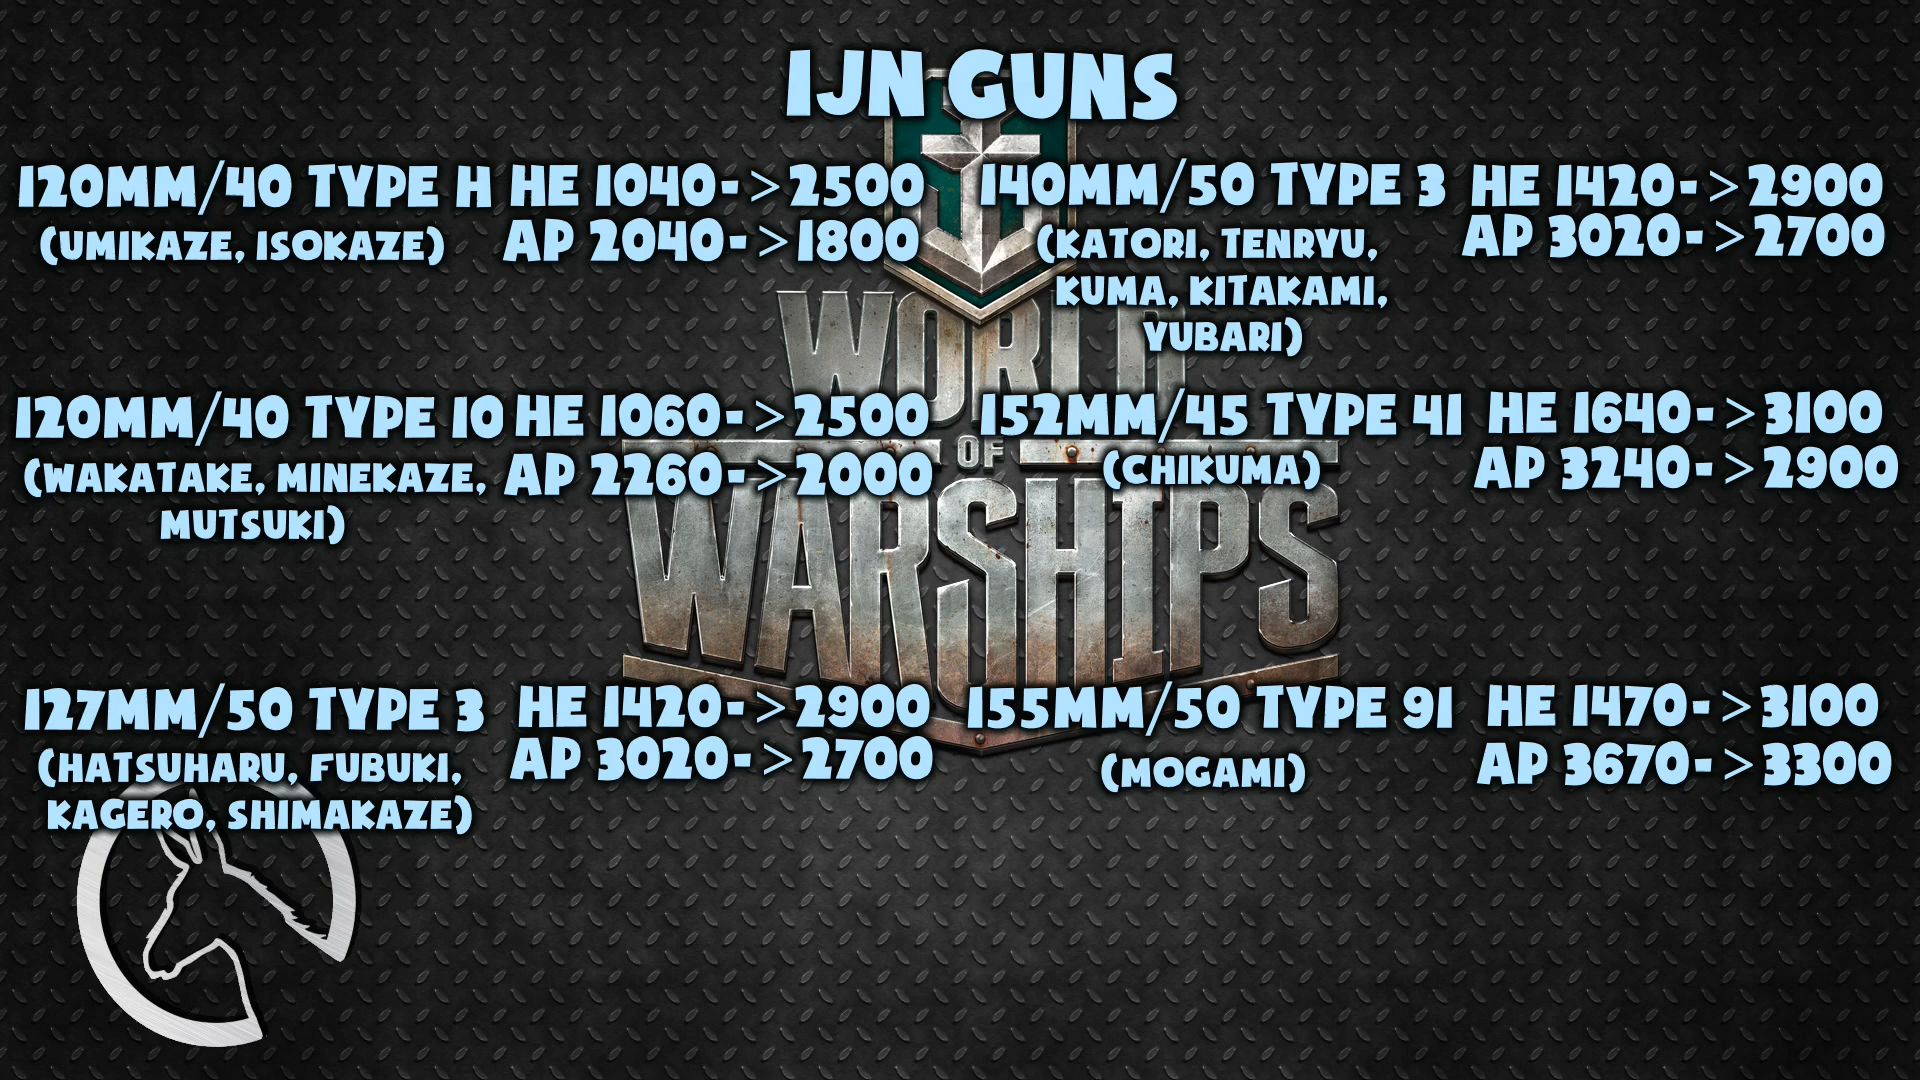 IJN GUNS
120MM/40 TYPE H HE 1040->2500
(UMIKAZE, ISOKAZE) AP 2040->1800
140MM/50 TYPE 3 HE 1420->2900
(KATORI, TENRYU, AP 3020->2700
KUMA, KITAKAMI,
YUBARI)
120MM/40 TYPE 10 HE 1060->2500
(WAKATAKE, MINEKAZE, AP 2260->2000
MUTSUKI)
152MM/45 TYPE 41 HE 1640->3100
(CHIKUMA) AP 3240->2900
127MM/50 TYPE 3 HE 1420->2900
(HATSUHARU, FUBUKI, AP 3020->2700
KAGERO, SHIMAKAZE)
155MM/50 TYPE 91 HE 1470->3100
(MOGAMI) AP 3670->3300
WORLD
OF
WARSHIPS